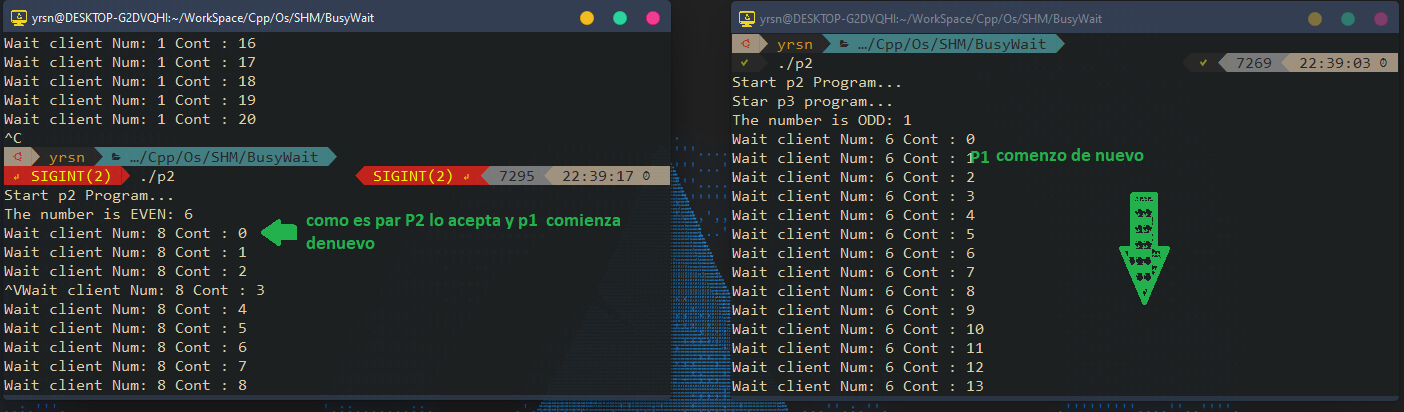 yrsn@DESKTOP-G2DVQHI:~/WorkSpace/Cpp/Os/SHM/BusyWait
Wait client Num: 1 Cont : 16
Wait client Num: 1 Cont : 17
Wait client Num: 1 Cont : 18
Wait client Num: 1 Cont : 19
Wait client Num: 1 Cont : 20
^C
yrsn …/Cpp/Os/SHM/BusyWait
SIGINT(2) ./p2 SIGINT(2) 7295 22:39:17
Start p2 Program...
The number is EVEN: 6
Wait client Num: 8 Cont : 0
Wait client Num: 8 Cont : 1
Wait client Num: 8 Cont : 2
^VWait client Num: 8 Cont : 3
Wait client Num: 8 Cont : 4
Wait client Num: 8 Cont : 5
Wait client Num: 8 Cont : 6
Wait client Num: 8 Cont : 7
Wait client Num: 8 Cont : 8
como es par P2 lo acepta y p1 comienza
denuevo
yrsn@DESKTOP-G2DVQHI:~/WorkSpace/Cpp/Os/SHM/BusyWait
yrsn …/Cpp/Os/SHM/BusyWait
✔ ./p2 ✔ 7269 22:39:03
Start p2 Program...
Star p3 program...
The number is ODD: 1
Wait client Num: 6 Cont : 0
Wait client Num: 6 Cont : 1
Wait client Num: 6 Cont : 2
Wait client Num: 6 Cont : 3
Wait client Num: 6 Cont : 4
Wait client Num: 6 Cont : 5
Wait client Num: 6 Cont : 6
Wait client Num: 6 Cont : 7
Wait client Num: 6 Cont : 8
Wait client Num: 6 Cont : 9
Wait client Num: 6 Cont : 10
Wait client Num: 6 Cont : 11
Wait client Num: 6 Cont : 12
Wait client Num: 6 Cont : 13
P1 comenzo de nuevo